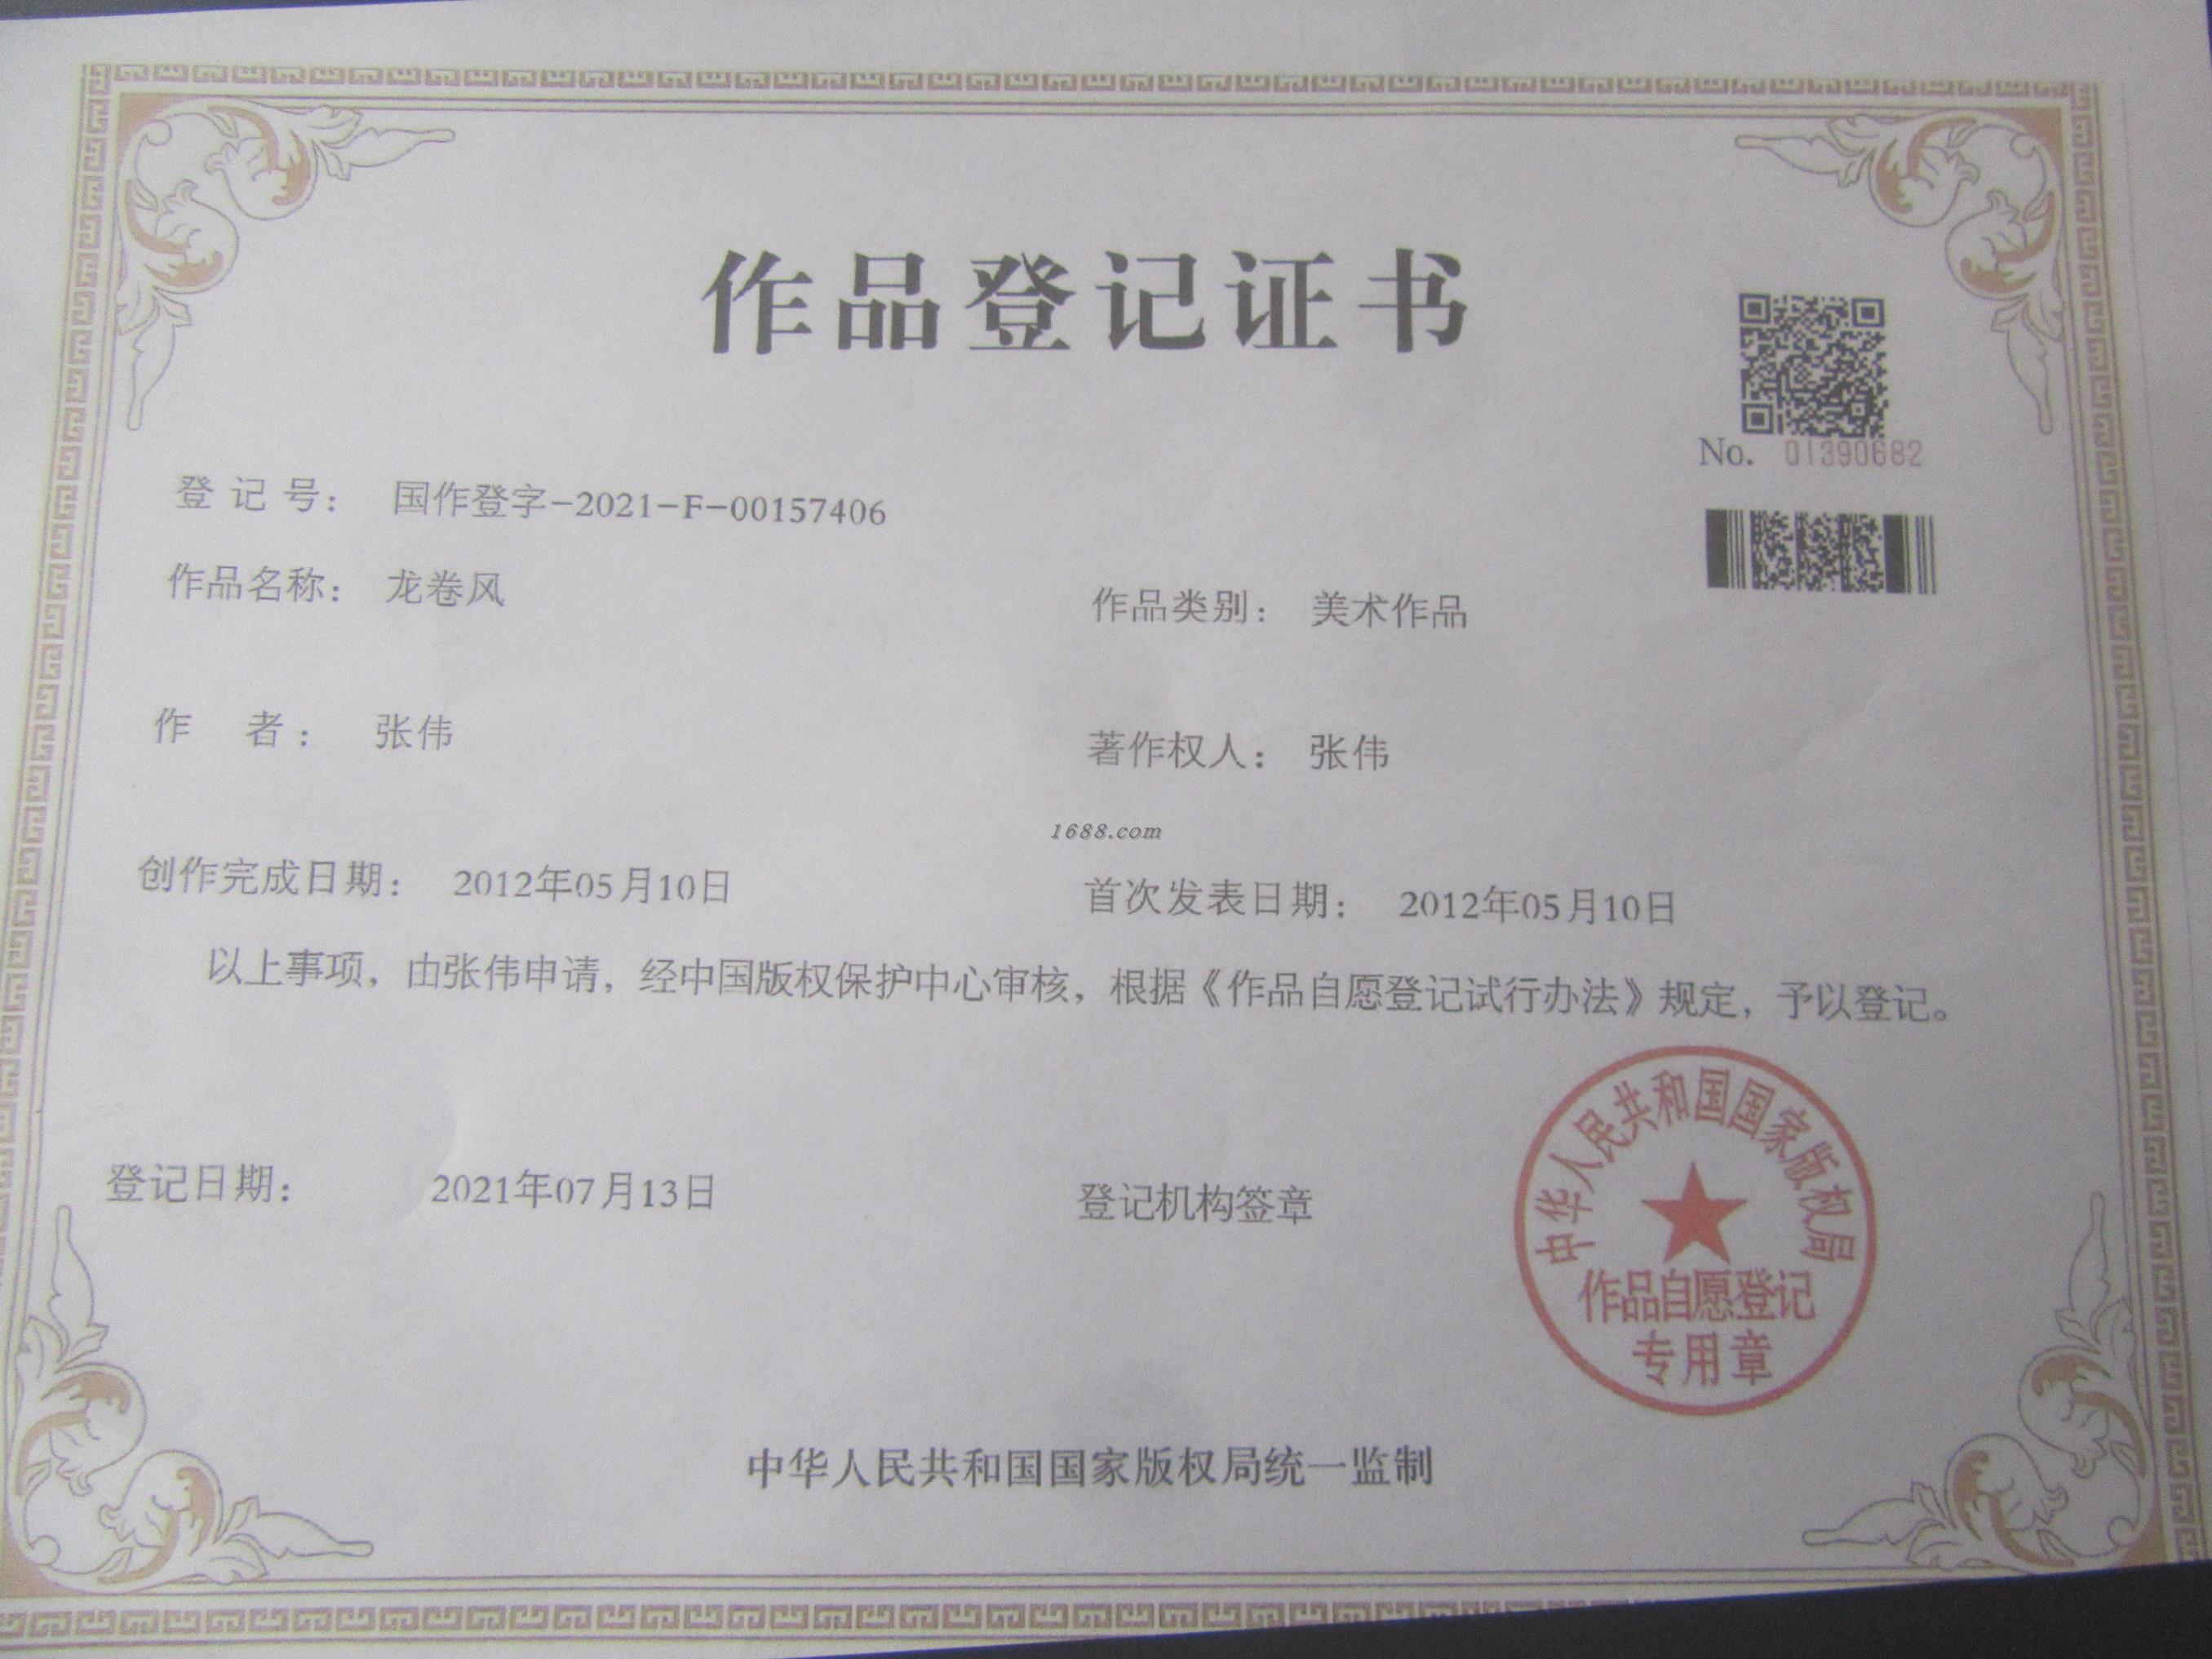 作品登记证书
No. 01390682
登记号： 国作登字-2021-F-00157406
作品名称： 龙卷风
作品类别： 美术作品
作者： 张伟
著作权人： 张伟
1688.com
创作完成日期： 2012年05月10日
首次发表日期： 2012年05月10日
以上事项，由张伟申请，经中国版权保护中心审核，根据《作品自愿登记试行办法》规定，予以登记。
登记日期： 2021年07月13日
登记机构签章
中华人民共和国国家版权局
作品自愿登记
专用章
中华人民共和国国家版权局统一监制